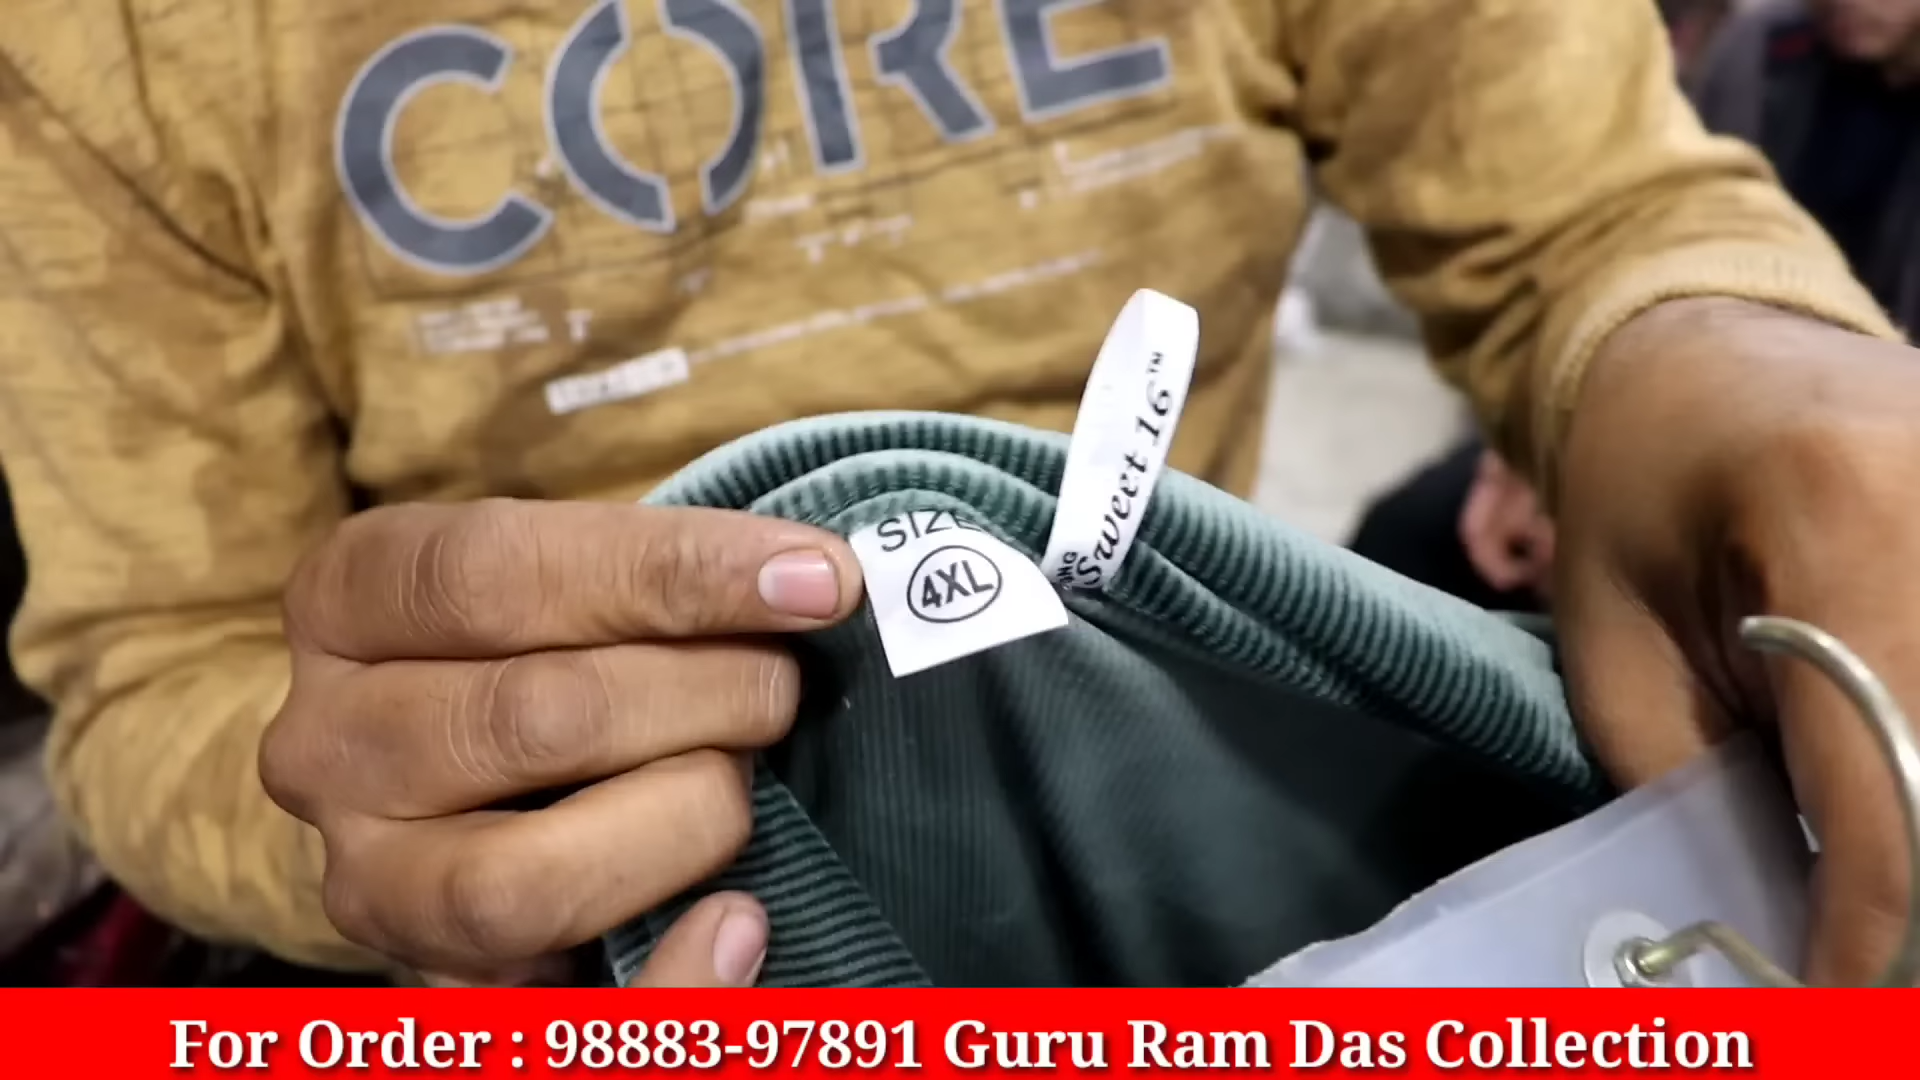 CORE
Sweet 16™
SIZE
4XL
For Order : 98883-97891 Guru Ram Das Collection